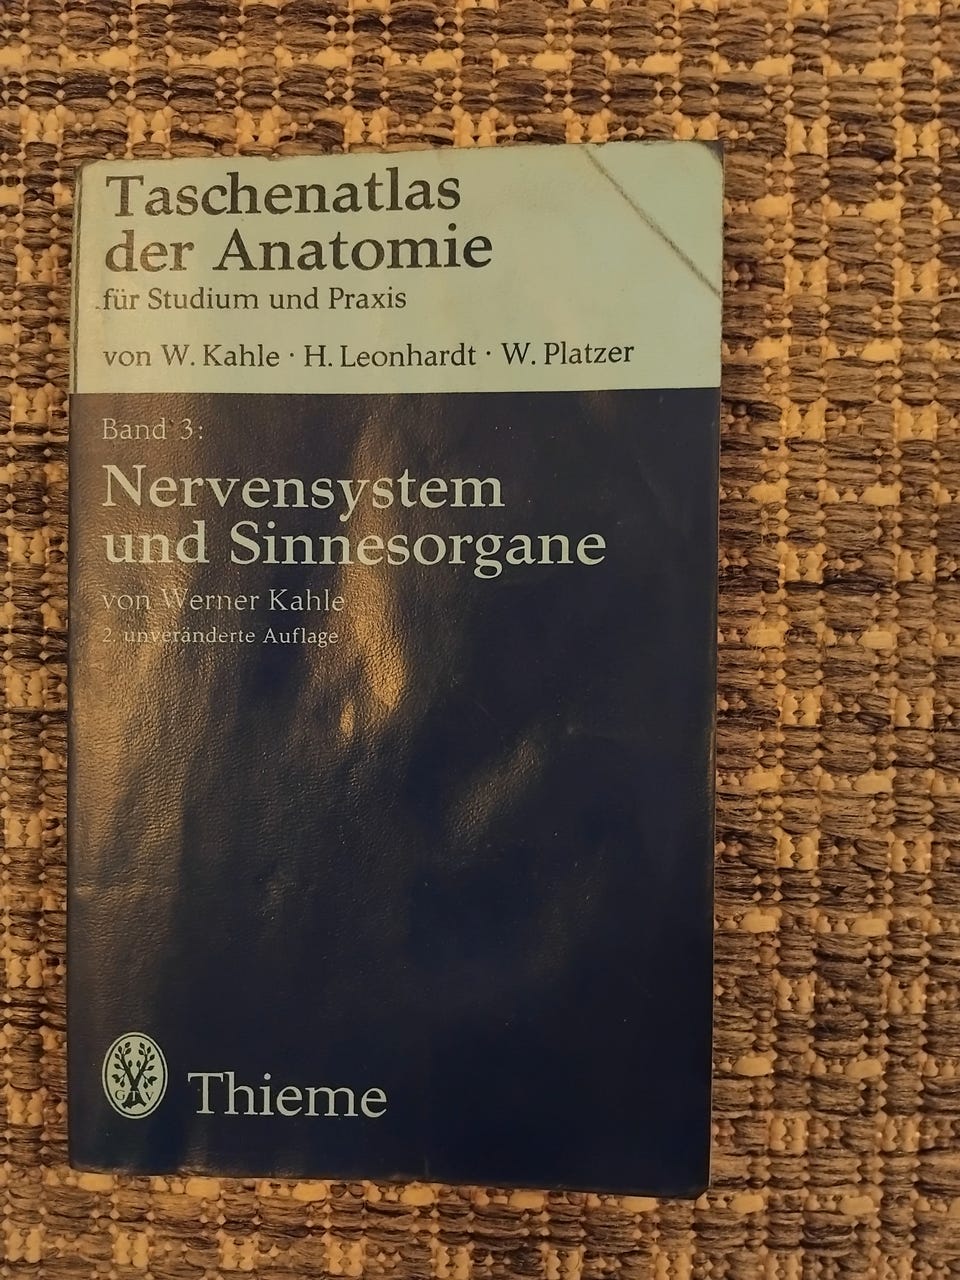 Taschenatlas
der Anatomie
für Studium und Praxis
von W. Kahle · H. Leonhardt · W. Platzer
Band 3:
Nervensystem
und Sinnesorgane
von Werner Kahle
2. unveränderte Auflage
GTV
Thieme